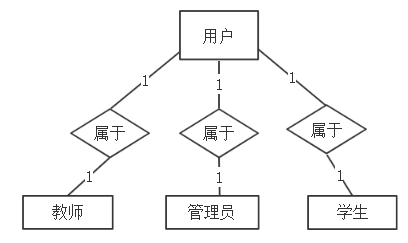 用户
1 1 1
属于 属于 属于
1 1 1
教师 管理员 学生